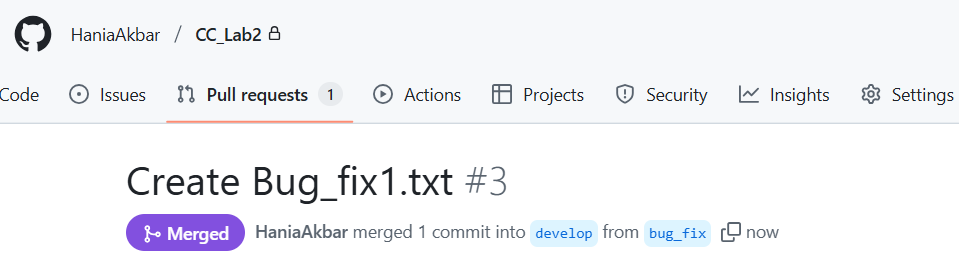 HaniaAkbar / CC_Lab2
Code Issues Pull requests 1 Actions Projects Security Insights Settings
Create Bug_fix1.txt #3
Merged HaniaAkbar merged 1 commit into develop from bug_fix now